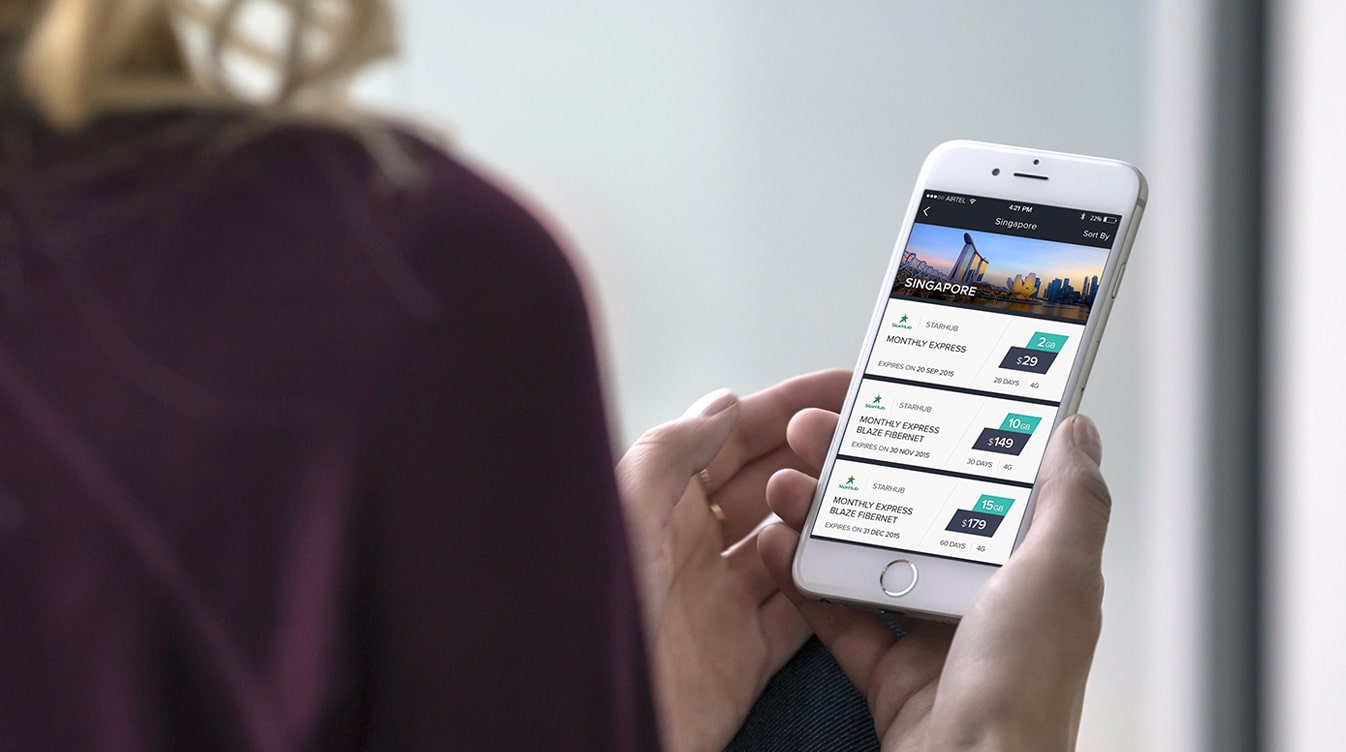 AIRTEL 4:21 PM 22%
Singapore Sort By
SINGAPORE
StarHub STARHUB
MONTHLY EXPRESS
EXPIRES ON 20 SEP 2015
2GB
$29
28 DAYS 4G
StarHub STARHUB
MONTHLY EXPRESS
BLAZE FIBERNET
EXPIRES ON 30 NOV 2015
10GB
$149
30 DAYS 4G
StarHub STARHUB
MONTHLY EXPRESS
BLAZE FIBERNET
EXPIRES ON 31 DEC 2015
15GB
$179
60 DAYS 4G